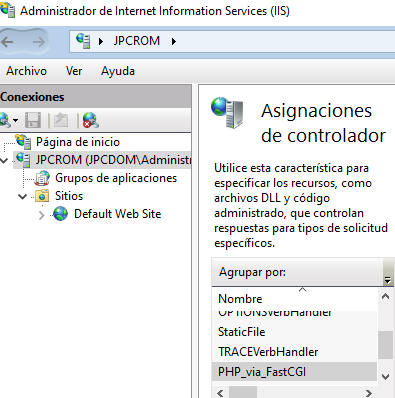 Administrador de Internet Information Services (IIS)
JPCROM
Archivo Ver Ayuda
Conexiones
Página de inicio
JPCROM (JPCDOM\Administ
Grupos de aplicaciones
Sitios
Default Web Site
Asignaciones
de controlador
Utilice esta característica para
especificar los recursos, como
archivos DLL y código
administrado, que controlan
respuestas para tipos de solicitud
específicos.
Agrupar por:
Nombre
OPTIONSVerbHandler
StaticFile
TRACEVerbHandler
PHP_via_FastCGI